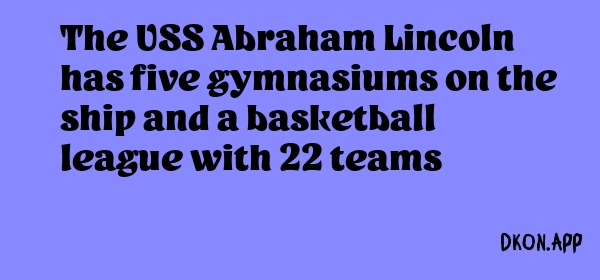 The USS Abraham Lincoln
has five gymnasiums on the
ship and a basketball
league with 22 teams
DKON.APP